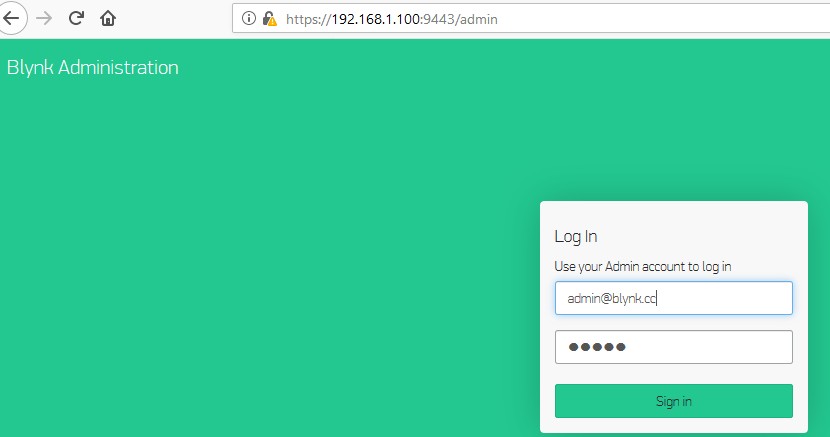 https://192.168.1.100:9443/admin
Blynk Administration
Log In
Use your Admin account to log in
admin@blynk.cc
●●●●●
Sign in